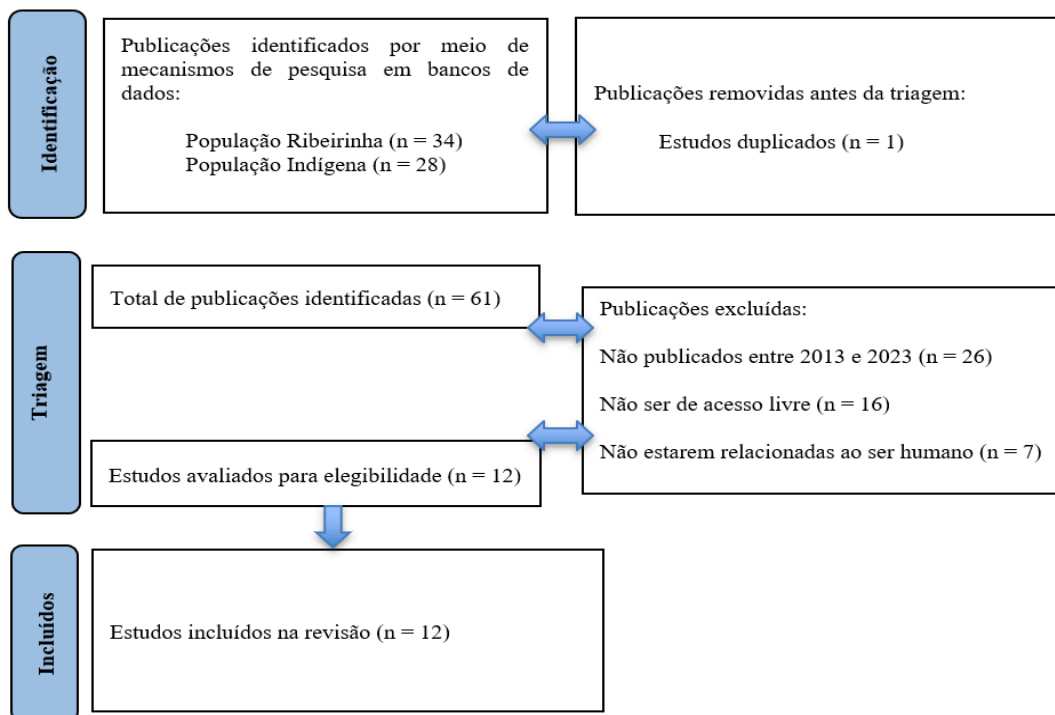 Identificação
Publicações identificados por meio de
mecanismos de pesquisa em bancos de
dados:
População Ribeirinha (n = 34)
População Indígena (n = 28)
Publicações removidas antes da triagem:
Estudos duplicados (n = 1)
Triagem
Total de publicações identificadas (n = 61)
Publicações excluídas:
Não publicados entre 2013 e 2023 (n = 26)
Não ser de acesso livre (n = 16)
Não estarem relacionadas ao ser humano (n = 7)
Estudos avaliados para elegibilidade (n = 12)
Incluídos
Estudos incluídos na revisão (n = 12)